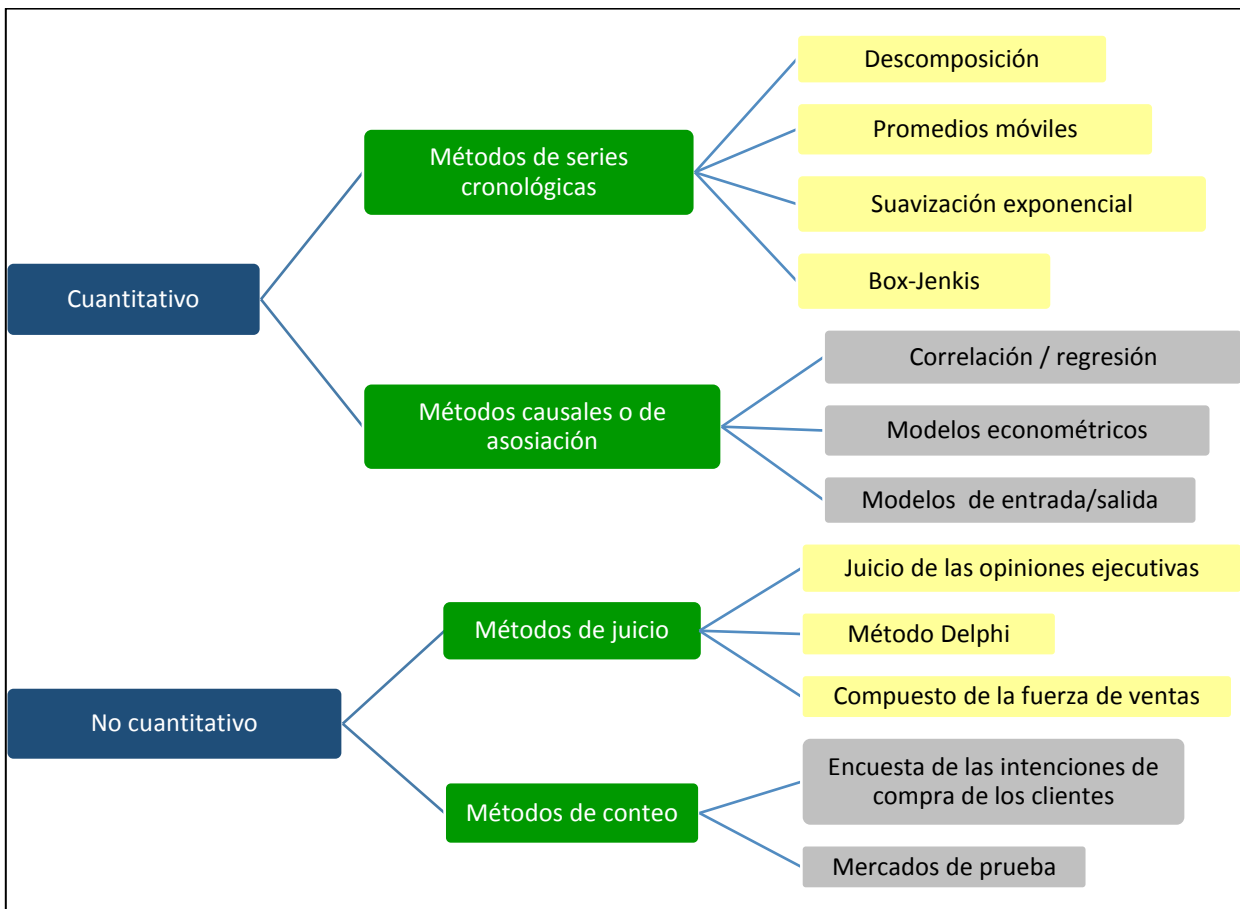 Cuantitativo
Métodos de series
cronológicas
Descomposición
Promedios móviles
Suavización exponencial
Box-Jenkis
Métodos causales o de
asosiación
Correlación / regresión
Modelos econométricos
Modelos de entrada/salida
No cuantitativo
Métodos de juicio
Juicio de las opiniones ejecutivas
Método Delphi
Compuesto de la fuerza de ventas
Métodos de conteo
Encuesta de las intenciones de
compra de los clientes
Mercados de prueba